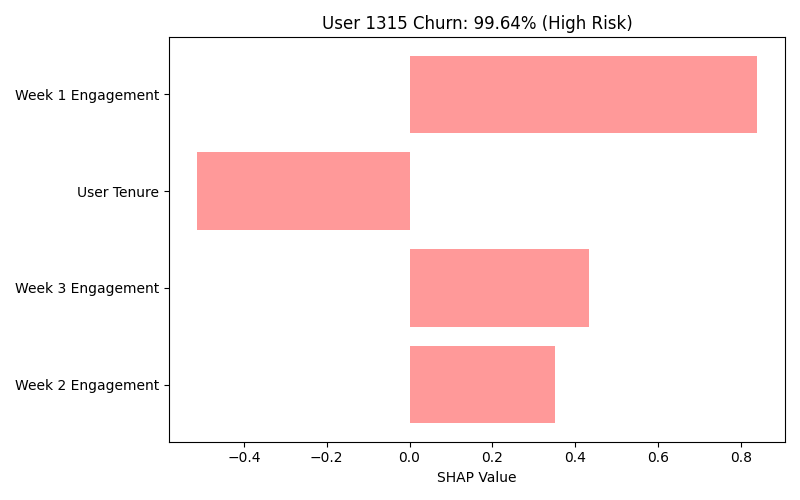 User 1315 Churn: 99.64% (High Risk)
Week 1 Engagement
User Tenure
Week 3 Engagement
Week 2 Engagement
−0.4 −0.2 0.0 0.2 0.4 0.6 0.8
SHAP Value